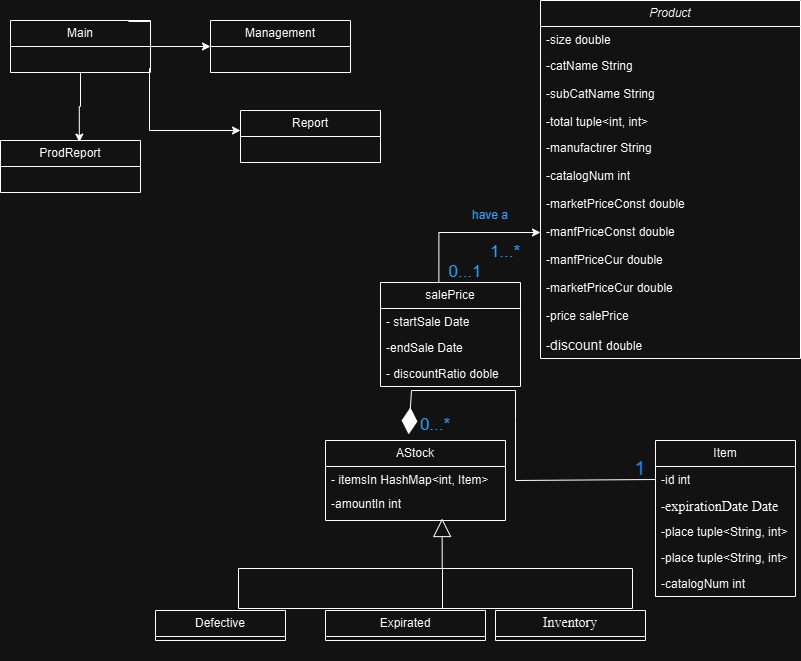 Main
Management
ProdReport
Report
Product
-size double
-catName String
-subCatName String
-total tuple<int, int>
-manufactırer String
-catalogNum int
-marketPriceConst double
-manfPriceConst double
-manfPriceCur double
-marketPriceCur double
-price salePrice
-discount double
have a
1...*
0...1
salePrice
- startSale Date
-endSale Date
- discountRatio doble
0...*
AStock
- itemsIn HashMap<int, Item>
-amountIn int
1
Item
-id int
-expirationDate Date
-place tuple<String, int>
-place tuple<String, int>
-catalogNum int
Defective
Expirated
Inventory